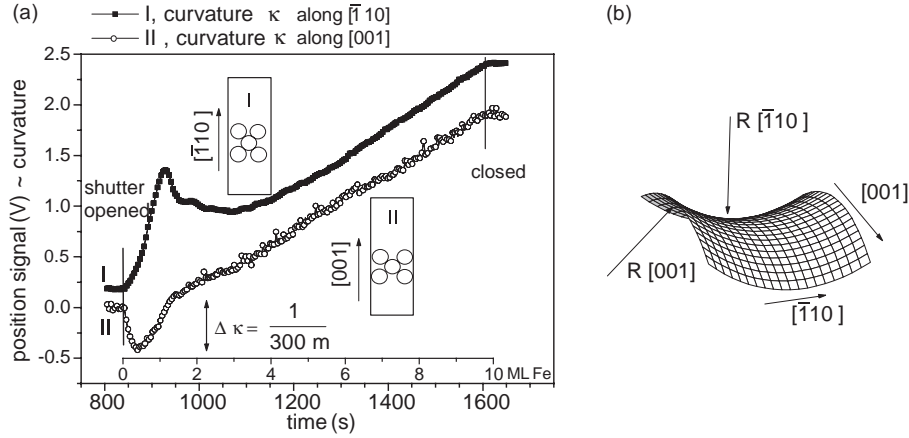 (a)
I, curvature κ along [1̅ 10]
II , curvature κ along [001]
position signal (V) ~ curvature
2.5
2.0
1.5
1.0
0.5
0.0
-0.5
shutter
opened
I
II
[1̅10]
I
[001]
II
closed
Δ κ = 1
300 m
0 2 4 6 8 10 ML Fe
800 1000 1200 1400 1600
time (s)
(b)
R [1̅10 ]
[001]
R [001]
[1̅10 ]